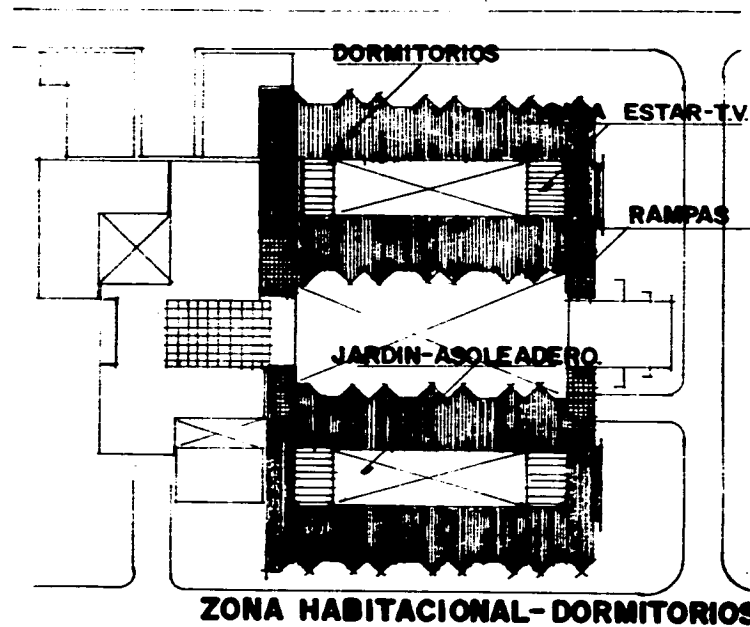 DORMITORIOS
ESTAR-T.V.
RAMPAS
JARDIN-ASOLEADERO.
ZONA HABITACIONAL-DORMITORIOS